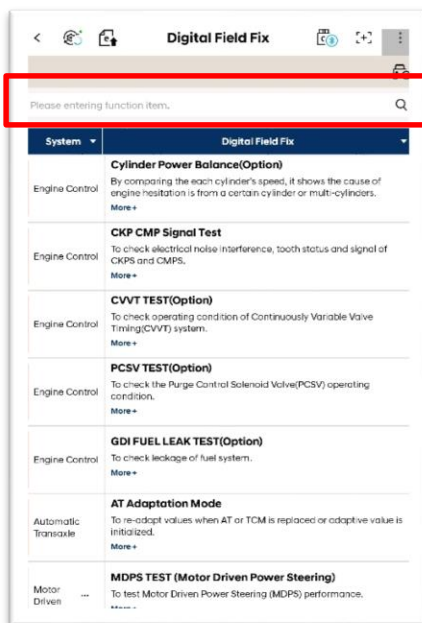 Digital Field Fix
Please entering function item.
System Digital Field Fix
Cylinder Power Balance(Option)
Engine Control
By comparing the each cylinder's speed, it shows the cause of
engine hesitation is from a certain cylinder or multi-cylinders.
More+
CKP CMP Signal Test
Engine Control
To check electrical noise interference, tooth status and signal of
CKPS and CMPS.
More+
CVVT TEST(Option)
Engine Control
To check operating condition of Continuously Variable Valve
Timing(CVVT) system.
More+
PCSV TEST(Option)
Engine Control
To check the Purge Control Solenoid Valve(PCSV) operating
condition.
More+
GDI FUEL LEAK TEST(Option)
Engine Control
To check leakage of fuel system.
More+
AT Adaptation Mode
Automatic
Transaxle
To re-adapt values when AT or TCM is replaced or adaptive value is
initialized.
More+
MDPS TEST (Motor Driven Power Steering)
Motor
Driven ...
To test Motor Driven Power Steering (MDPS) performance.
More+